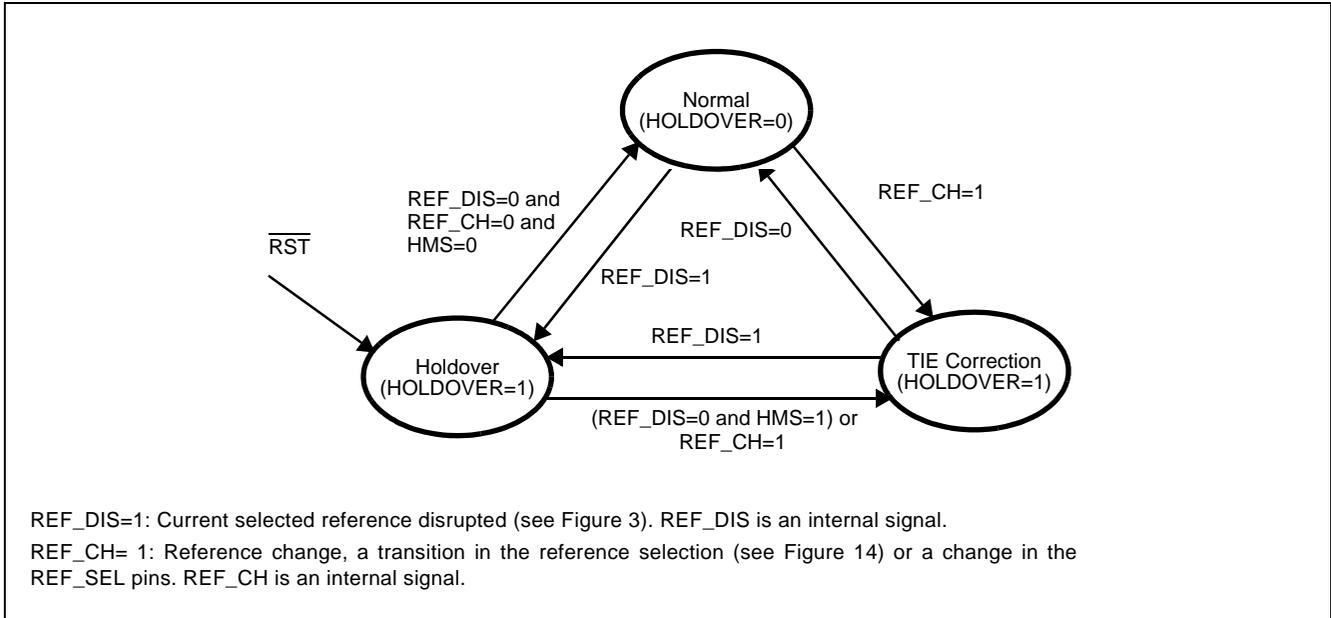 Normal
(HOLDOVER=0)
REF_CH=1
REF_DIS=0 and
REF_CH=0 and
HMS=0
REF_DIS=0
RST
REF_DIS=1
REF_DIS=1
Holdover
(HOLDOVER=1)
TIE Correction
(HOLDOVER=1)
(REF_DIS=0 and HMS=1) or
REF_CH=1
REF_DIS=1: Current selected reference disrupted (see Figure 3). REF_DIS is an internal signal.
REF_CH= 1: Reference change, a transition in the reference selection (see Figure 14) or a change in the
REF_SEL pins. REF_CH is an internal signal.